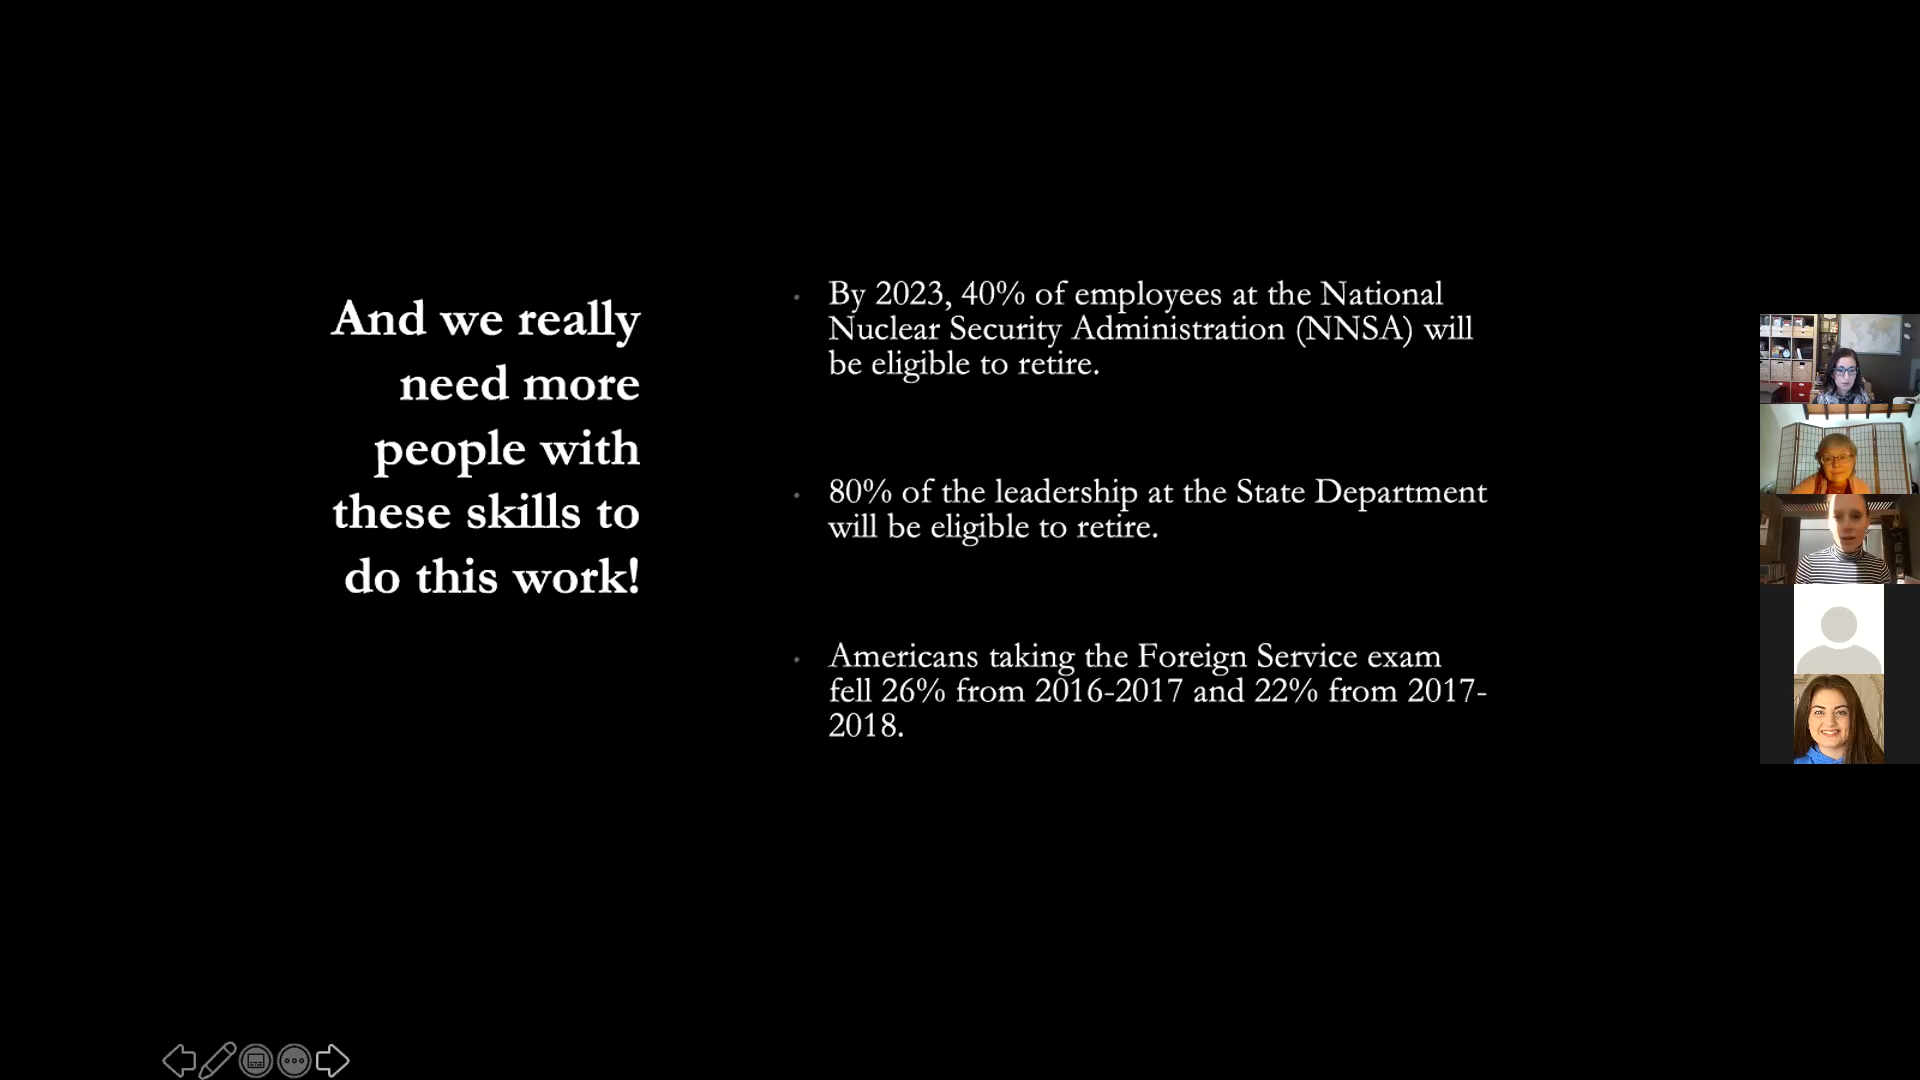 And we really
need more
people with
these skills to
do this work!
By 2023, 40% of employees at the National
Nuclear Security Administration (NNSA) will
be eligible to retire.
80% of the leadership at the State Department
will be eligible to retire.
Americans taking the Foreign Service exam
fell 26% from 2016-2017 and 22% from 2017-
2018.